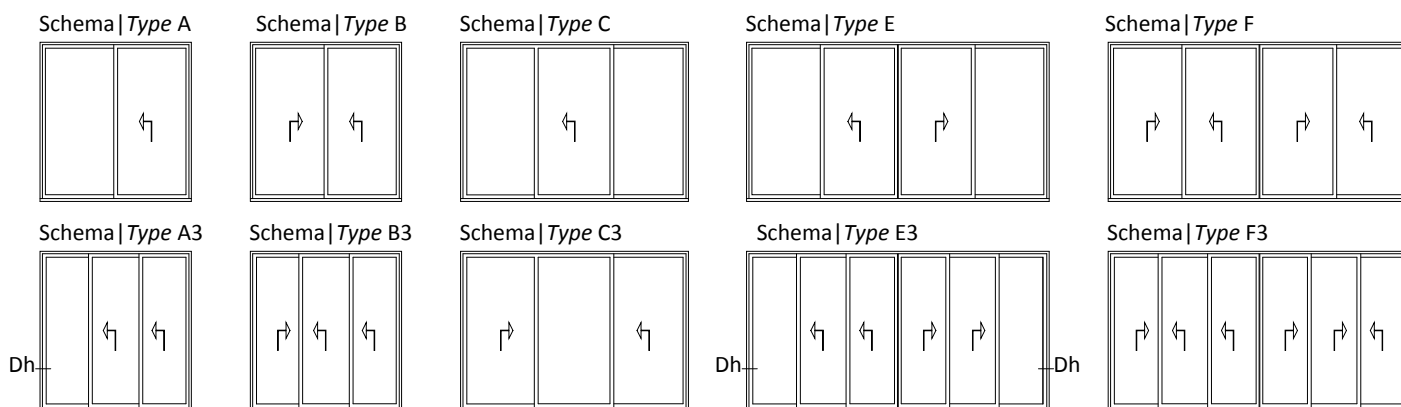 Schema|Type A
Schema|Type B
Schema|Type C
Schema|Type E
Schema|Type F
Schema|Type A3
Schema|Type B3
Schema|Type C3
Schema|Type E3
Schema|Type F3
Dh
Dh